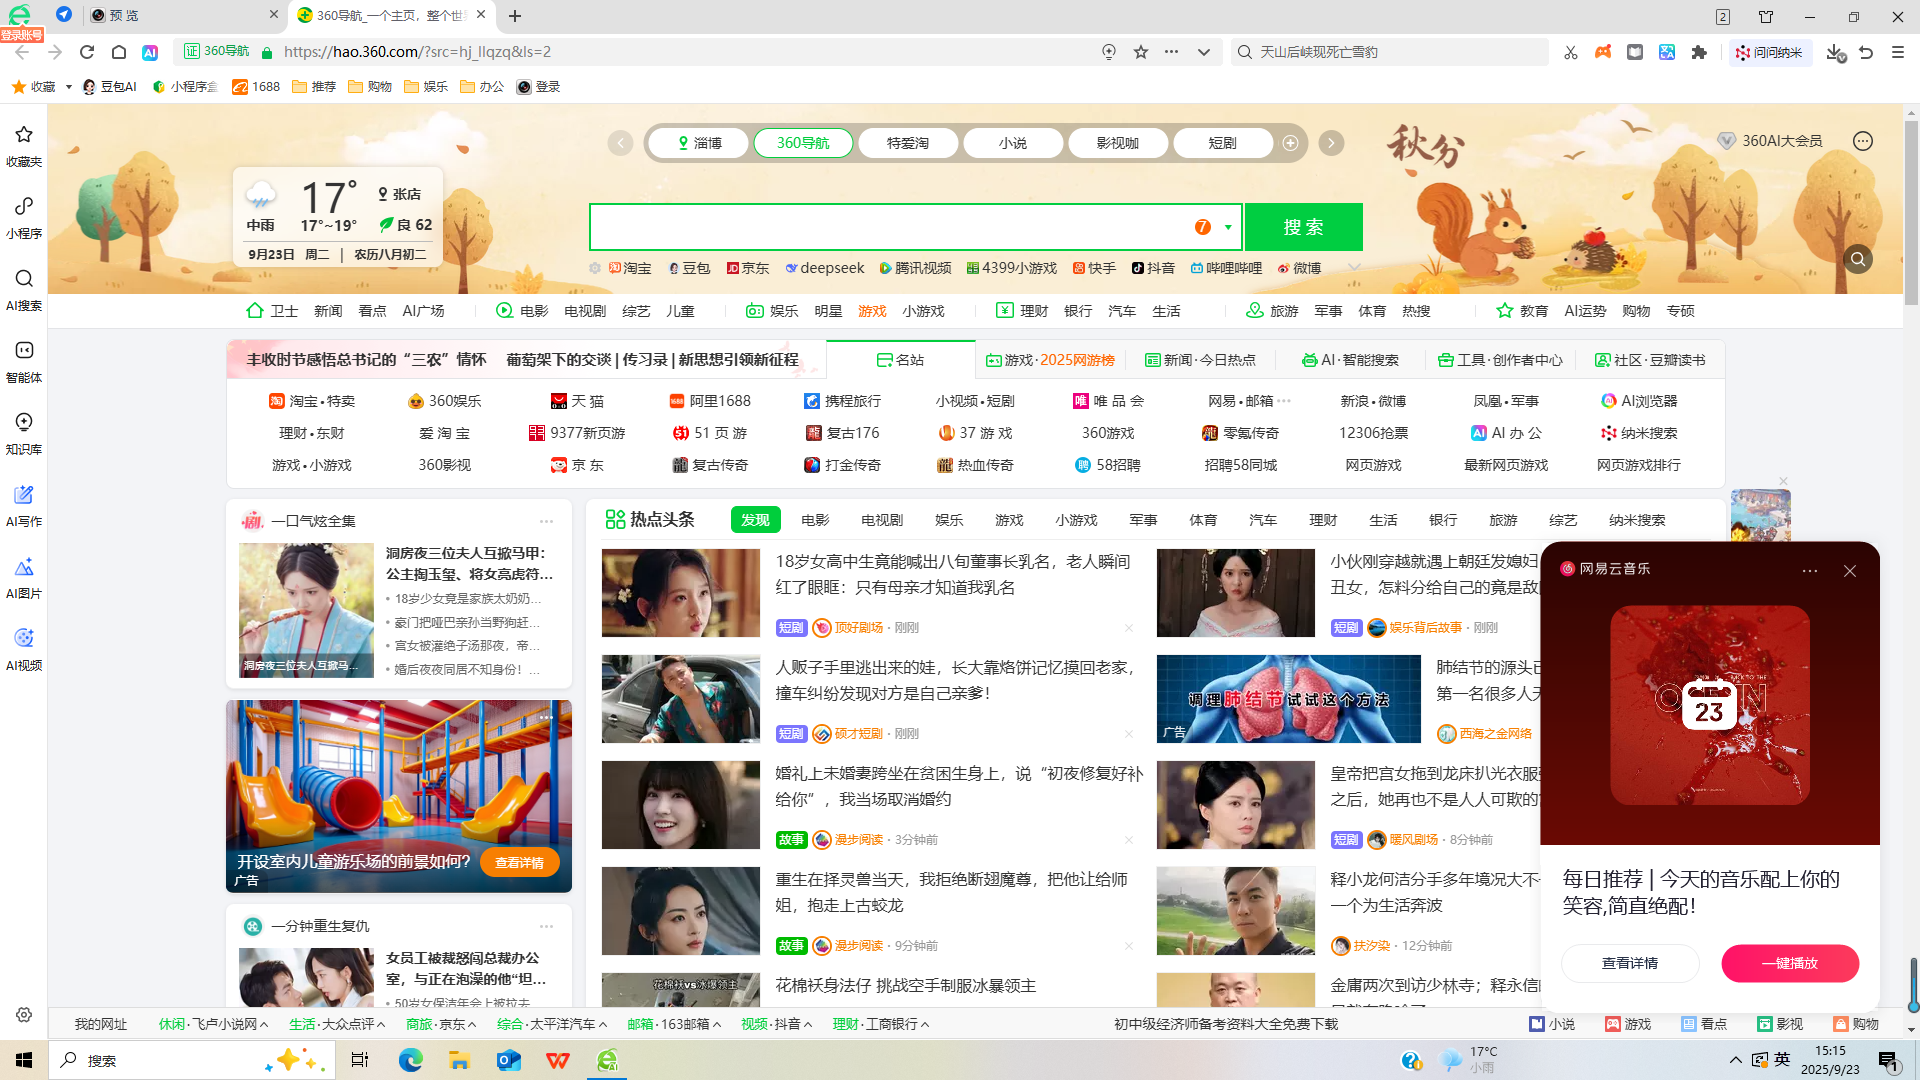 预 览
360导航_一个主页，整个世界
2
登录账号
AI
证 360导航 https://hao.360.com/?src=hj_llqzq&ls=2
天山后峡现死亡雪豹
问问纳米
收藏 豆包AI 小程序盒 1688 推荐 购物 娱乐 办公 登录
收藏夹
小程序
AI搜索
智能体
知识库
AI写作
AI图片
AI视频
淄博 360导航 特爱淘 小说 影视咖 短剧
秋分
360AI大会员
中雨
17°
17°~19°
张店
良 62
9月23日 周二 | 农历八月初二
7
搜 索
淘宝 豆包 京东 deepseek 腾讯视频 4399小游戏 快手 抖音 哔哩哔哩 微博
卫士 新闻 看点 AI广场 电影 电视剧 综艺 儿童 娱乐 明星 游戏 小游戏 理财 银行 汽车 生活 旅游 军事 体育 热搜 教育 AI运势 购物 专硕
丰收时节感悟总书记的“三农”情怀 葡萄架下的交谈 | 传习录 | 新思想引领新征程
名站 游戏·2025网游榜 新闻·今日热点 AI·智能搜索 工具·创作者中心 社区·豆瓣读书
淘宝•特卖 360娱乐 天 猫 阿里1688 携程旅行 小视频•短剧 唯 品 会 网易•邮箱 新浪•微博 凤凰•军事 AI浏览器
理财•东财 爱 淘 宝 9377新页游 51 页 游 复古176 37 游 戏 360游戏 零氪传奇 12306抢票 AI 办 公 纳米搜索
游戏•小游戏 360影视 京 东 复古传奇 打金传奇 热血传奇 58招聘 招聘58同城 网页游戏 最新网页游戏 网页游戏排行
一口气炫全集
洞房夜三位夫人互掀马甲：
公主掏玉玺、将女亮虎符...
• 18岁少女竟是家族太奶奶...
• 豪门把哑巴亲孙当野狗赶...
• 宫女被灌绝子汤那夜，帝...
• 婚后夜夜同居不知身份！...
洞房夜三位夫人互掀马...
开设室内儿童游乐场的前景如何？
查看详情
广告
一分钟重生复仇
女员工被裁怒闯总裁办公
室，与正在泡澡的他“坦...
• 50岁女保洁年会上被拉去
热点头条 发现 电影 电视剧 娱乐 游戏 小游戏 军事 体育 汽车 理财 生活 银行 旅游 综艺 纳米搜索
18岁女高中生竟能喊出八旬董事长乳名，老人瞬间
红了眼眶：只有母亲才知道我乳名
短剧 顶好剧场 · 刚刚
小伙刚穿越就遇上朝廷发媳妇
丑女，怎料分给自己的竟是敌
短剧 娱乐背后故事 · 刚刚
人贩子手里逃出来的娃，长大靠烙饼记忆摸回老家，
撞车纠纷发现对方是自己亲爹！
短剧 硕才短剧 · 刚刚
调理肺结节试试这个方法
广告
肺结节的源头已
第一名很多人天
西海之金网络
婚礼上未婚妻跨坐在贫困生身上，说“初夜修复好补
给你”，我当场取消婚约
故事 漫步阅读 · 3分钟前
皇帝把宫女拖到龙床扒光衣服
之后，她再也不是人人可欺的
短剧 暖风剧场 · 8分钟前
重生在择灵兽当天，我拒绝断翅魔尊，把他让给师
姐，抱走上古蛟龙
故事 漫步阅读 · 9分钟前
释小龙何洁分手多年境况大不
一个为生活奔波
扶汐染 · 12分钟前
花棉袄vs冰爆领主
花棉袄身法仔 挑战空手制服冰暴领主
金庸两次到访少林寺；释永信
网易云音乐
23
每日推荐 | 今天的音乐配上你的
笑容,简直绝配！
查看详情 一键播放
我的网址 休闲·飞卢小说网 生活·大众点评 商旅·京东 综合·太平洋汽车 邮箱·163邮箱 视频·抖音 理财·工商银行 初中级经济师备考资料大全免费下载 小说 游戏 看点 影视 购物
搜索
17°C
小雨
英
15:15
2025/9/23
1